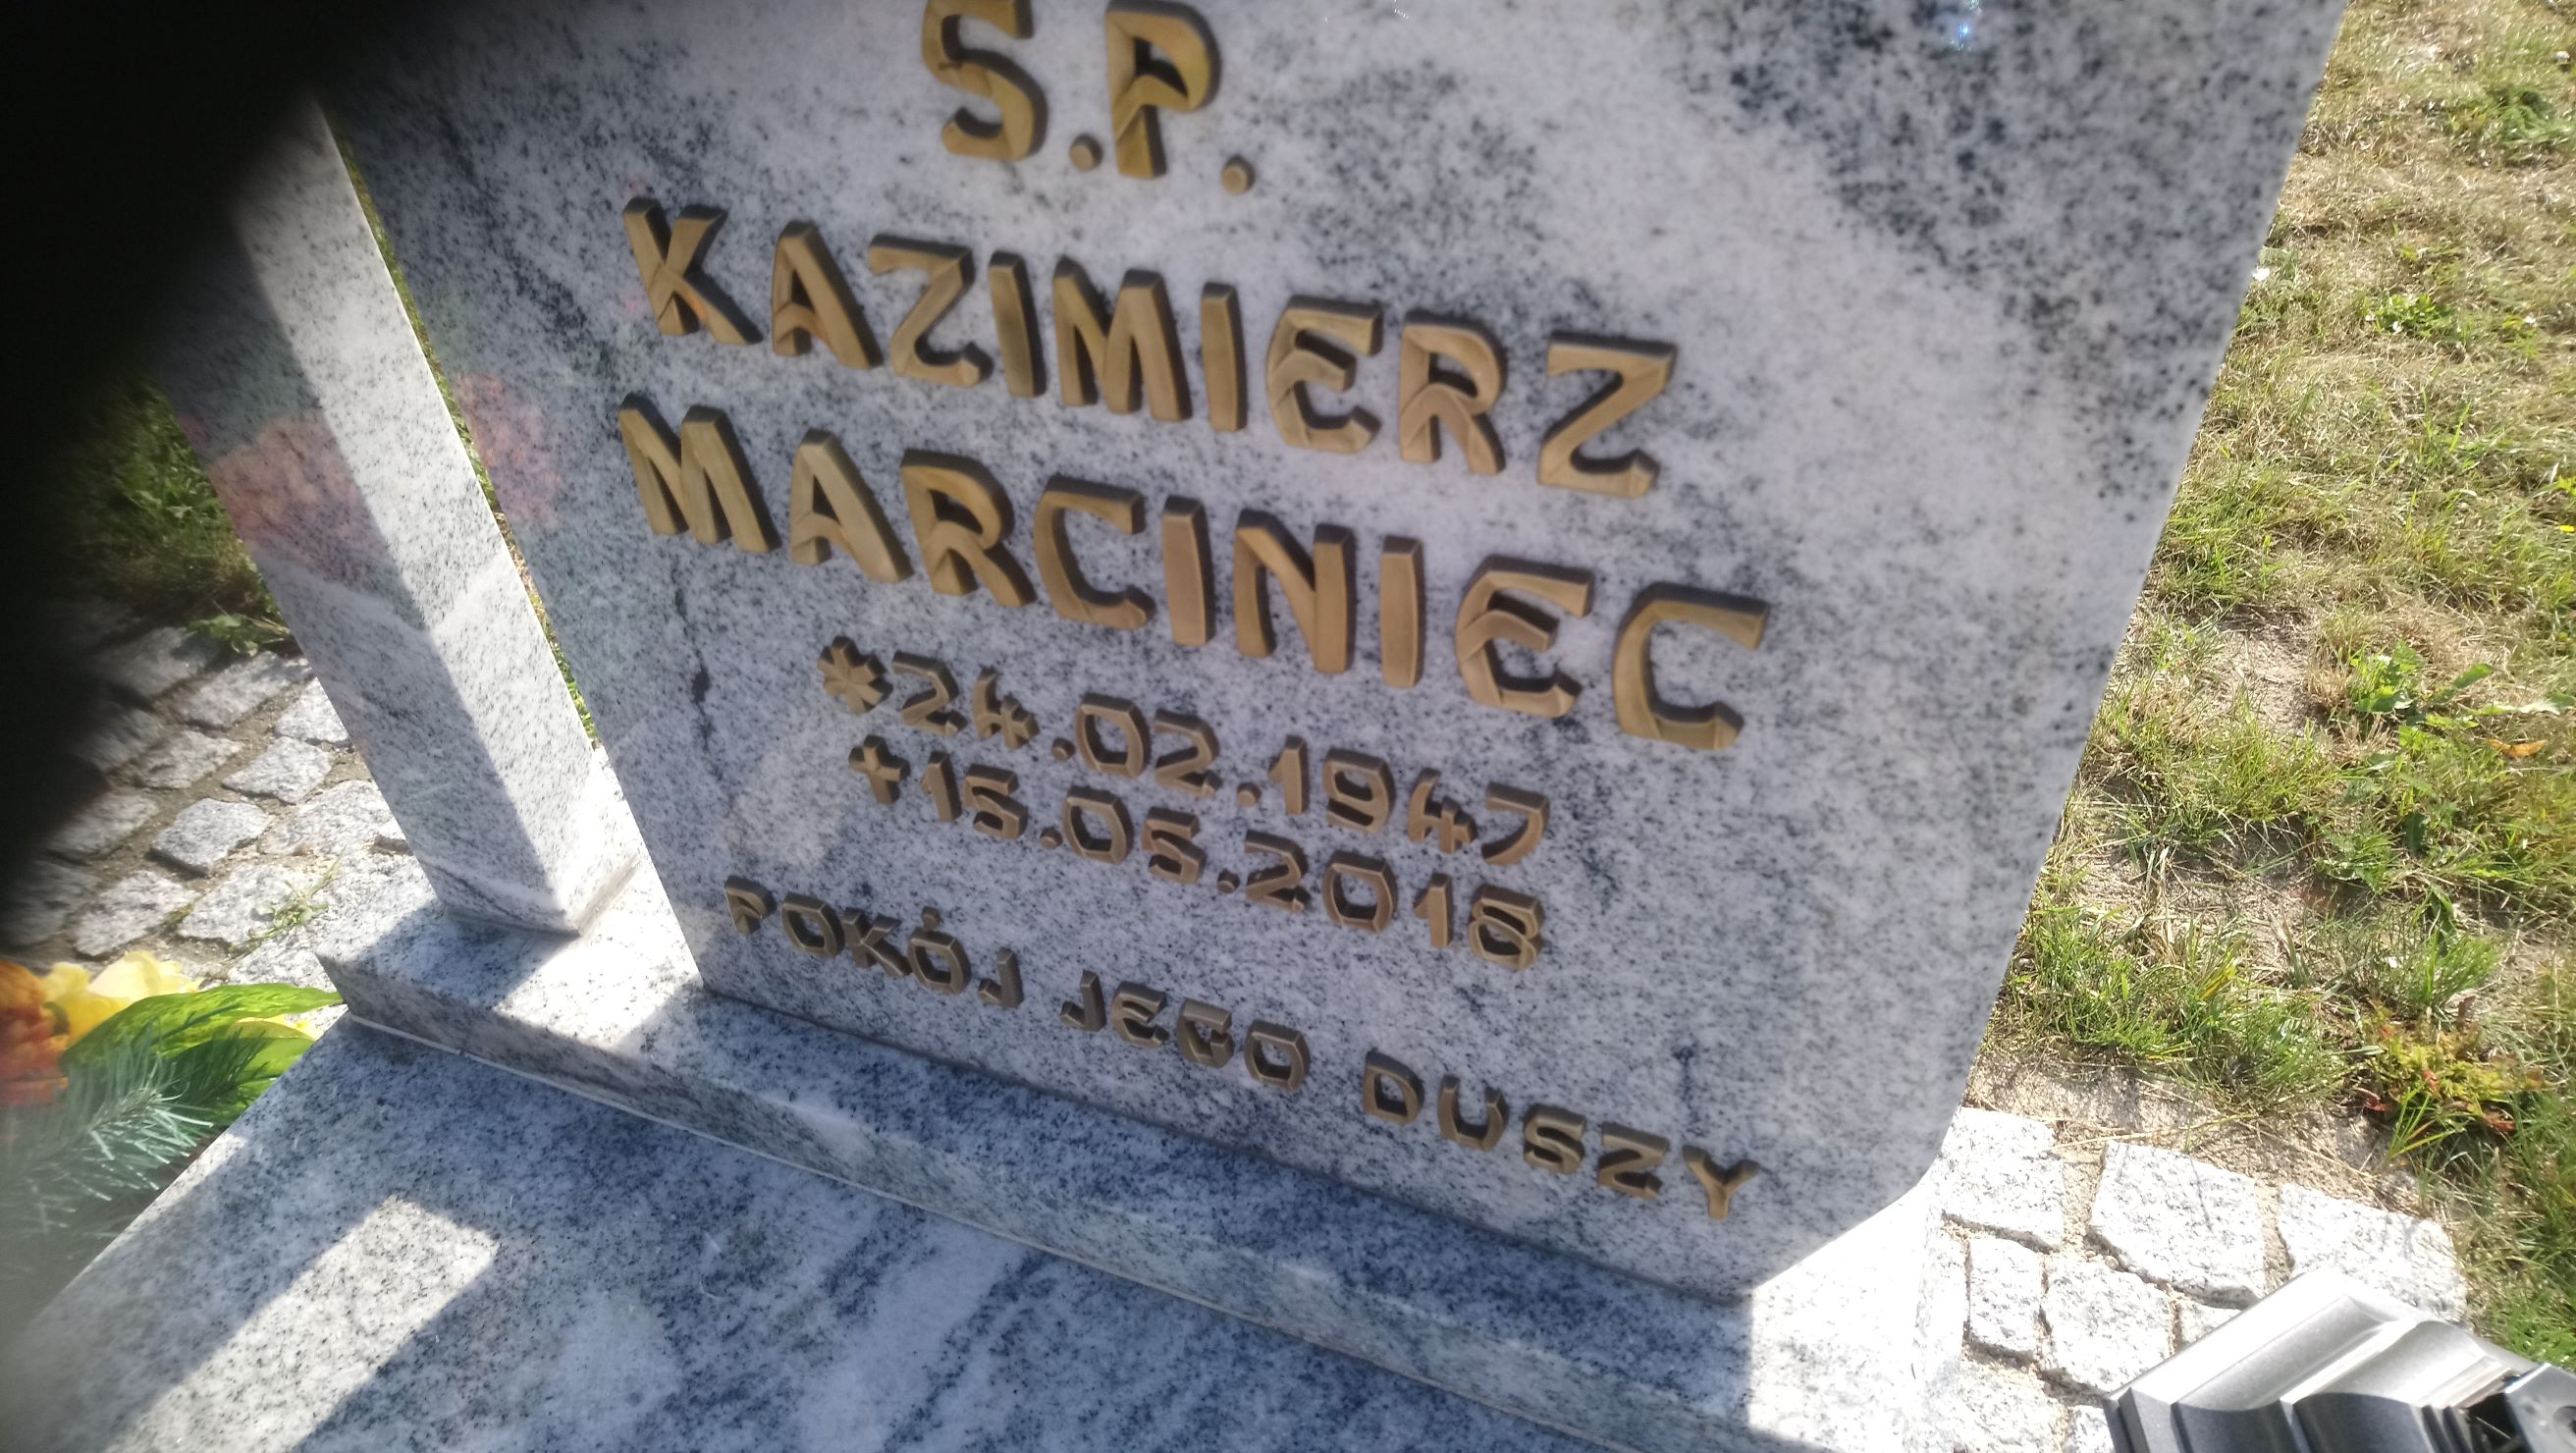 Ś.P.
KAZIMIERZ
MARCINIEC
*24.02.1947
+15.05.2018
POKÓJ JEGO DUSZY